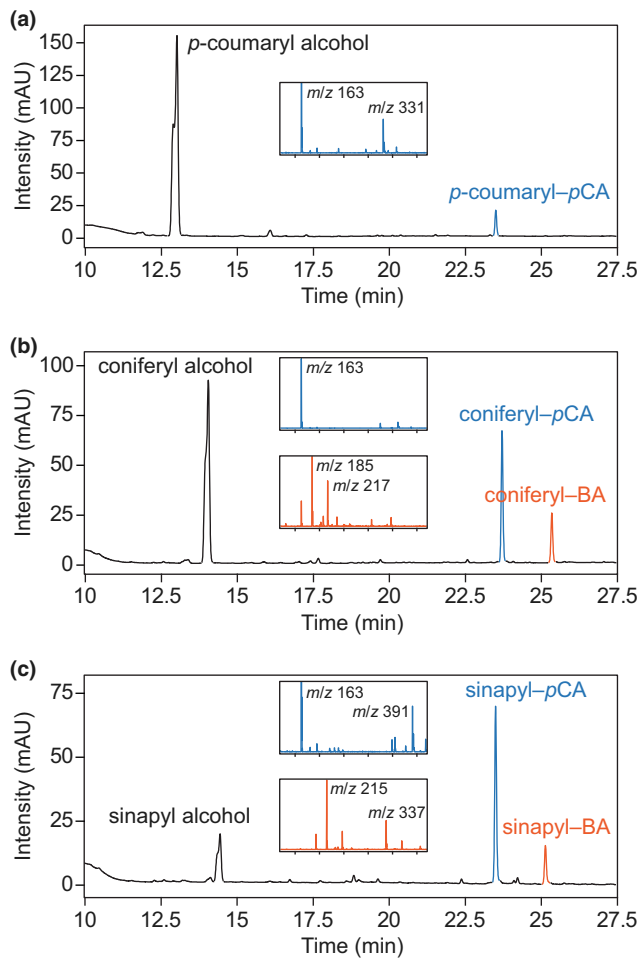 (a)
p-coumaryl alcohol
150
125
100
75
50
25
0
Intensity (mAU)
m/z 163
m/z 331
p-coumaryl–pCA
10 12.5 15 17.5 20 22.5 25 27.5
Time (min)
(b)
coniferyl alcohol
100
75
50
25
0
Intensity (mAU)
m/z 163
m/z 185
m/z 217
coniferyl–pCA
coniferyl–BA
10 12.5 15 17.5 20 22.5 25 27.5
Time (min)
(c)
75
50
25
0
Intensity (mAU)
sinapyl alcohol
m/z 163
m/z 391
m/z 215
m/z 337
sinapyl–pCA
sinapyl–BA
10 12.5 15 17.5 20 22.5 25 27.5
Time (min)